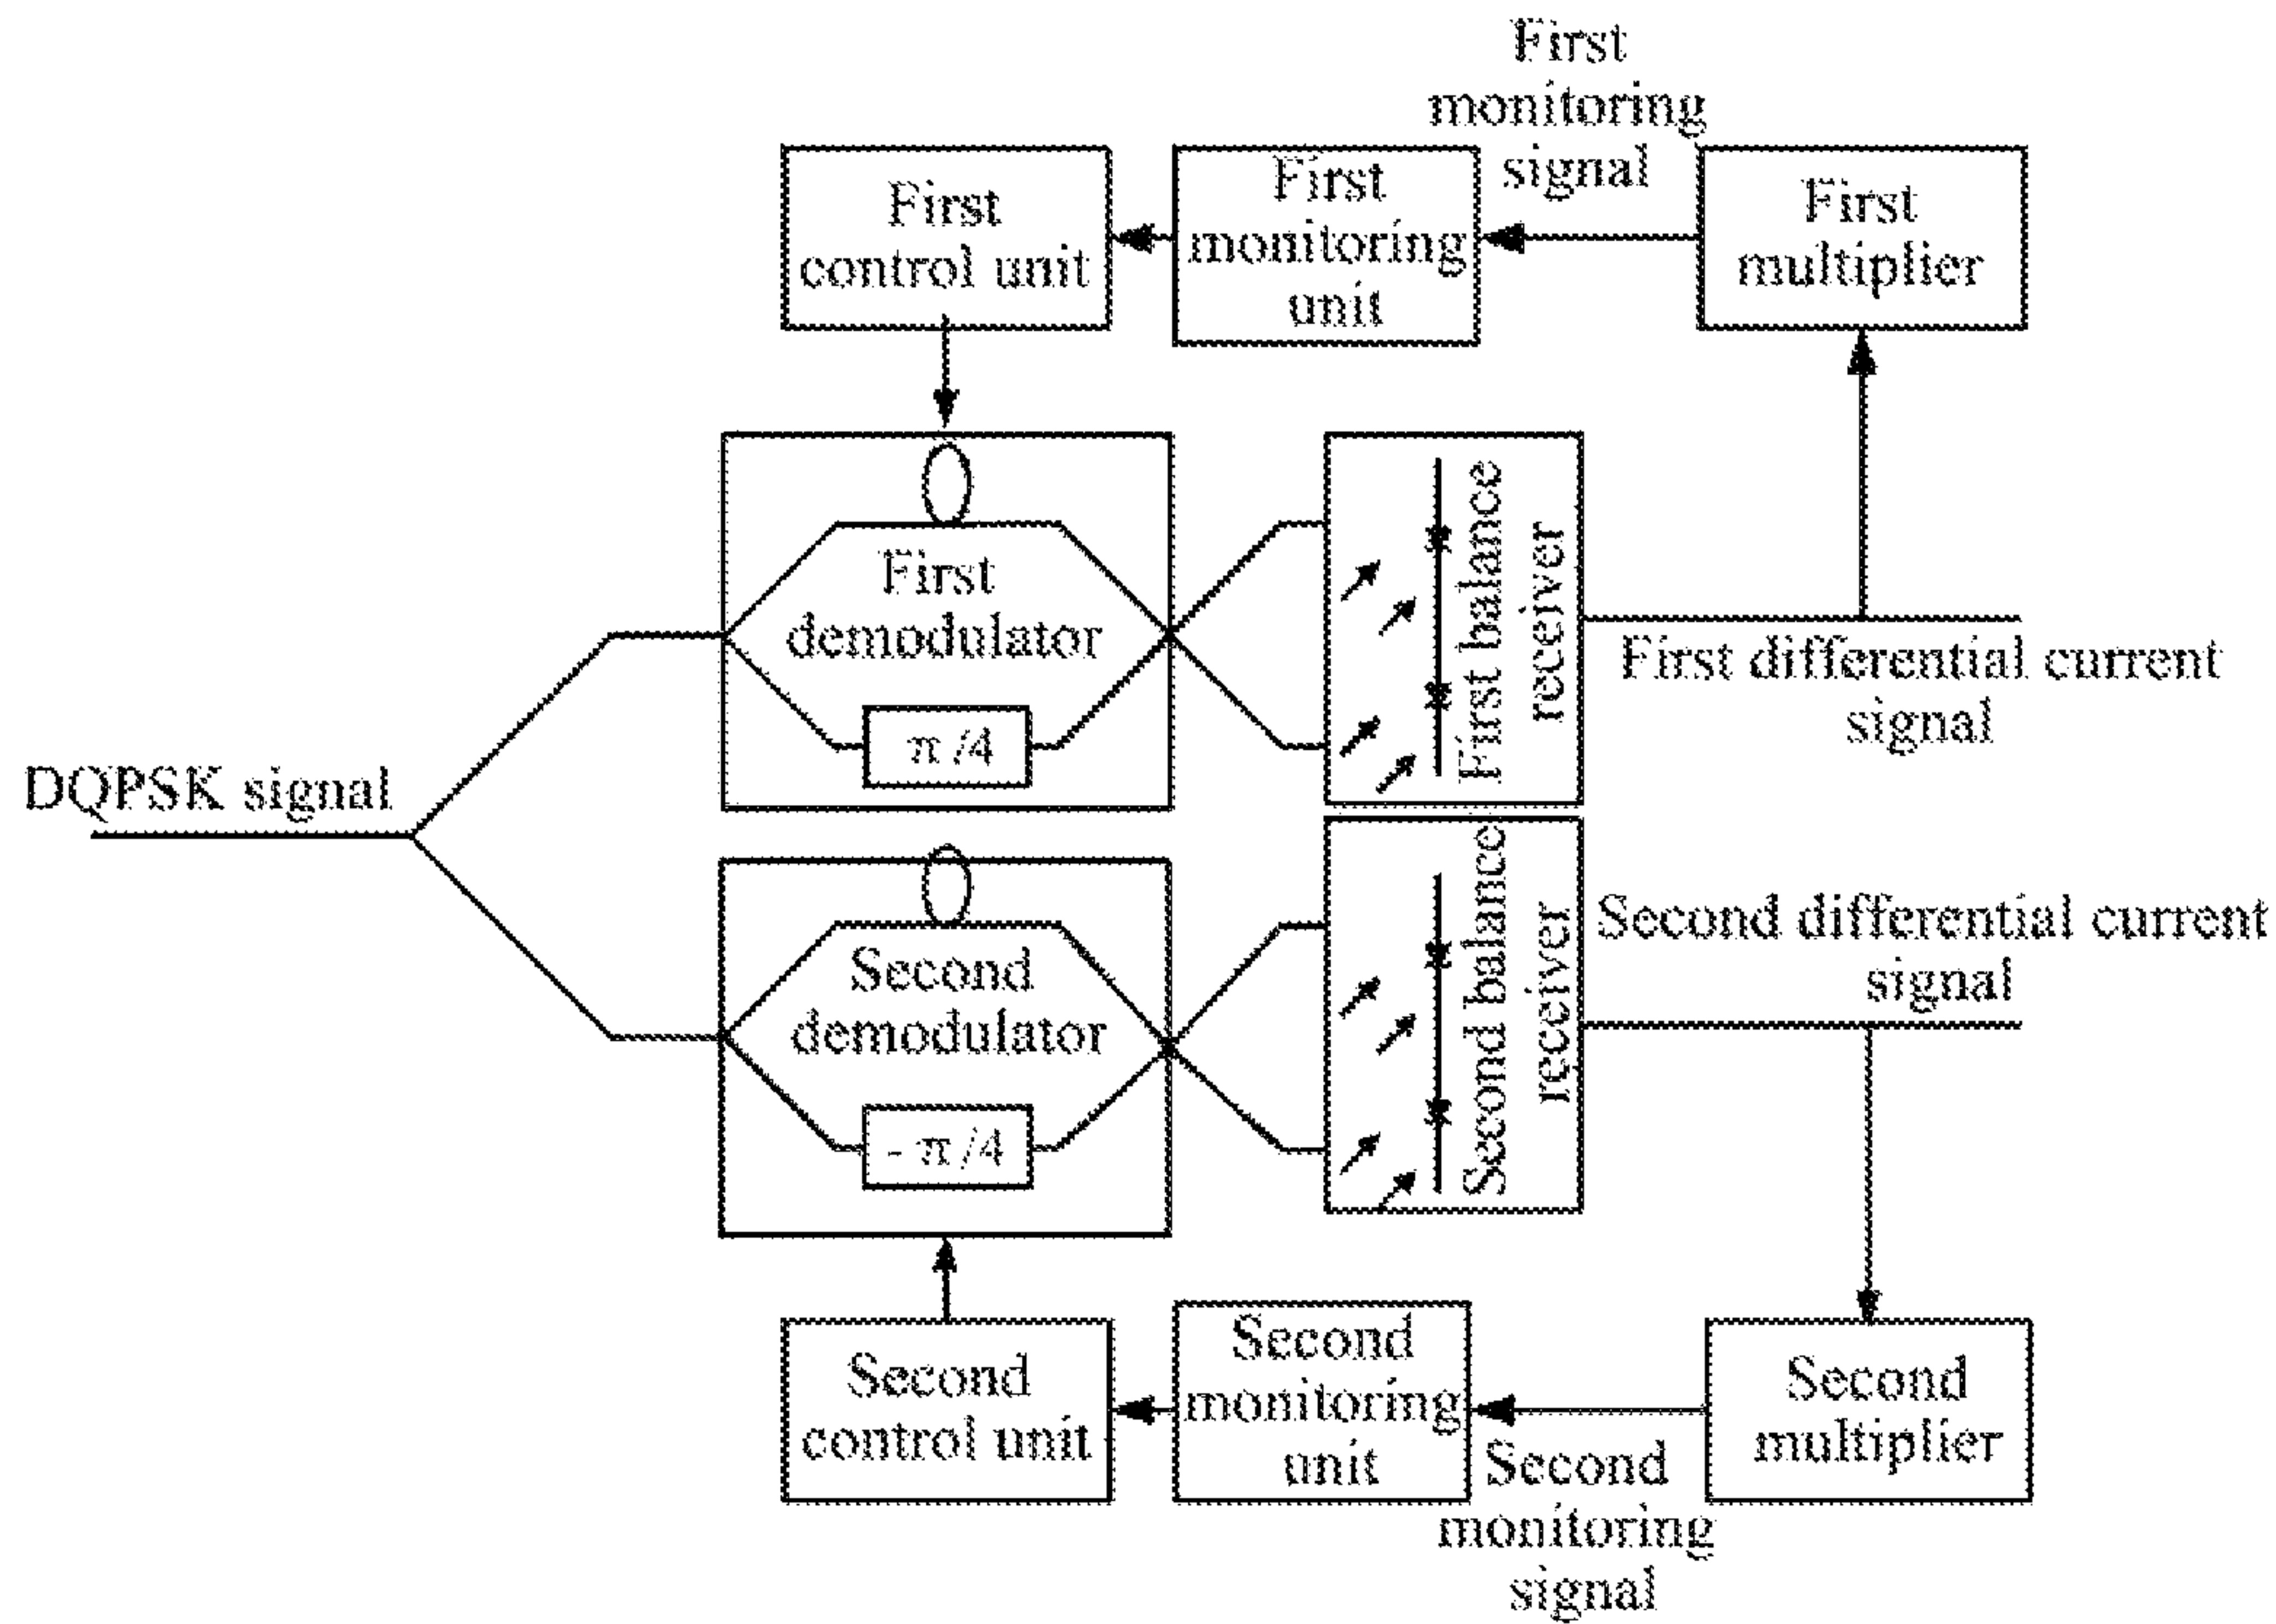 First
monitoring
signal
First
control unit
First
monitoring
unit
First
multiplier
First
demodulator
π/4
First balance
receiver
First differential current
signal
DQPSK signal
Second
demodulator
- π/4
Second balance
receiver
Second differential current
signal
Second
control unit
Second
monitoring
unit
Second
monitoring
signal
Second
multiplier